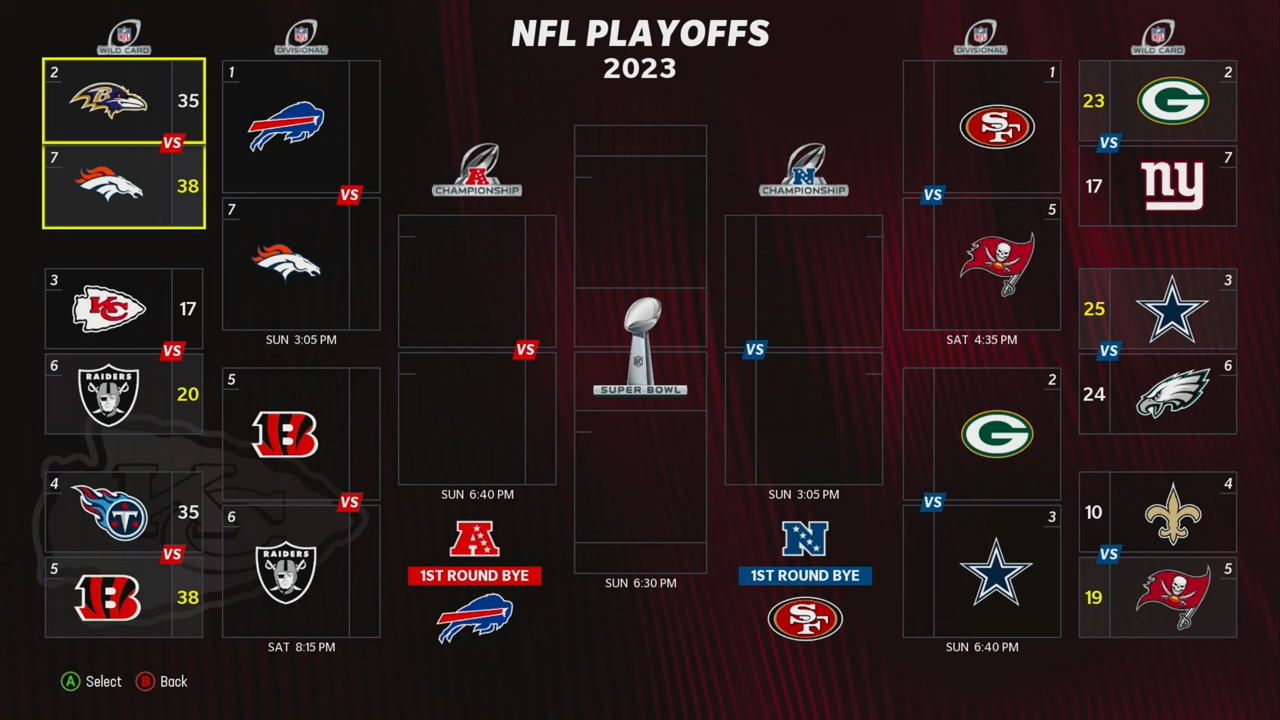 NFL PLAYOFFS
2023
WILD CARD
DIVISIONAL
DIVISIONAL
WILD CARD
2
35
VS
7
38
3
17
VS
6
RAIDERS
20
4
T
35
VS
5
B
38
1
VS
7
SUN 3:05 PM
5
B
VS
6
RAIDERS
SAT 8:15 PM
A
CHAMPIONSHIP
VS
SUN 6:40 PM
A
1ST ROUND BYE
SUPER BOWL
SUN 6:30 PM
N
CHAMPIONSHIP
VS
SUN 3:05 PM
N
1ST ROUND BYE
SF
1
SF
VS
5
SAT 4:35 PM
2
G
VS
3
SUN 6:40 PM
2
23
G
VS
7
17
ny
3
25
VS
6
24
4
10
VS
5
19
A Select
B Back